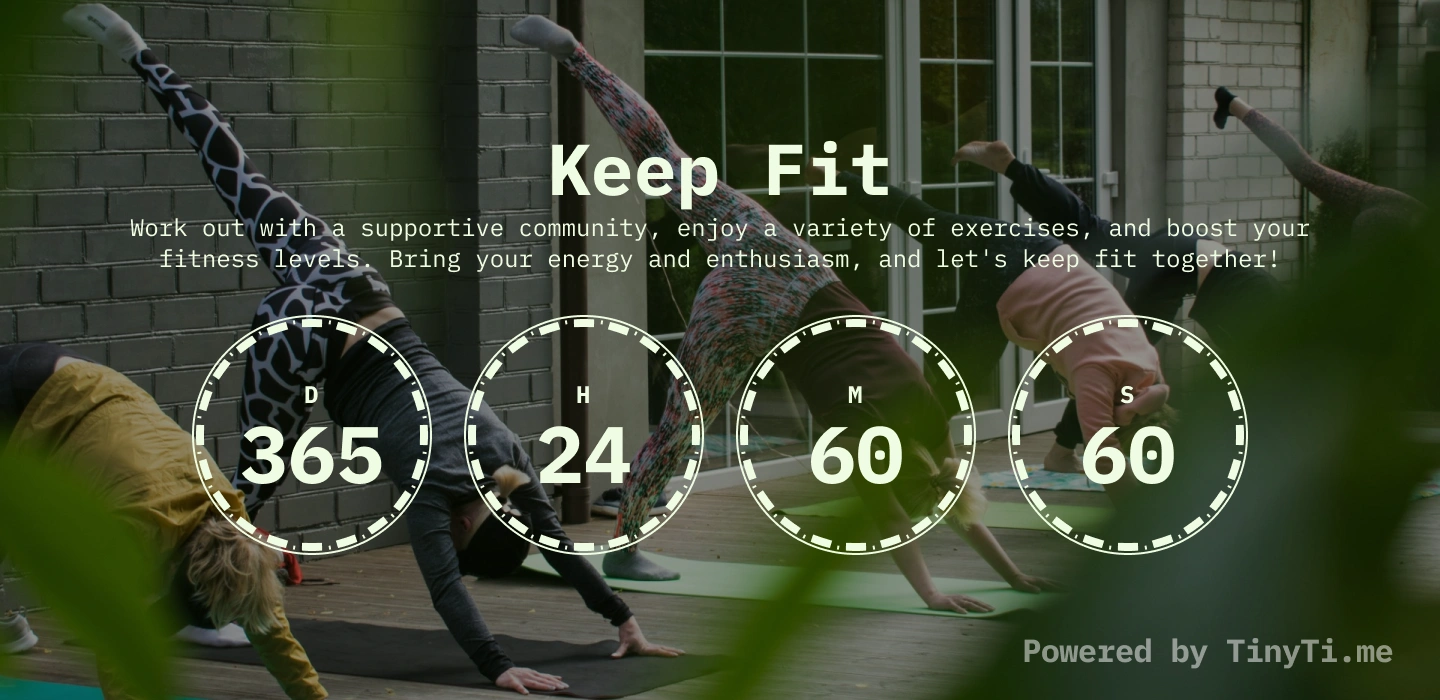 Keep Fit
Work out with a supportive community, enjoy a variety of exercises, and boost your
fitness levels. Bring your energy and enthusiasm, and let's keep fit together!
D H M S
365 24 60 60
Powered by TinyTi.me